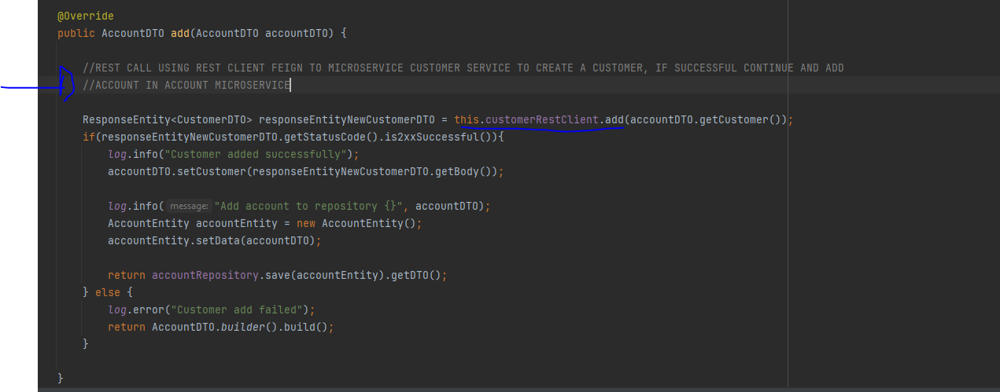 @Override
public AccountDTO add(AccountDTO accountDTO) {
//REST CALL USING REST CLIENT FEIGN TO MICROSERVICE CUSTOMER SERVICE TO CREATE A CUSTOMER, IF SUCCESSFUL CONTINUE AND ADD
//ACCOUNT IN ACCOUNT MICROSERVICE
ResponseEntity<CustomerDTO> responseEntityNewCustomerDTO = this.customerRestClient.add(accountDTO.getCustomer());
if(responseEntityNewCustomerDTO.getStatusCode().is2xxSuccessful()){
log.info("Customer added successfully");
accountDTO.setCustomer(responseEntityNewCustomerDTO.getBody());
log.info( message: "Add account to repository {}", accountDTO);
AccountEntity accountEntity = new AccountEntity();
accountEntity.setData(accountDTO);
return accountRepository.save(accountEntity).getDTO();
} else {
log.error("Customer add failed");
return AccountDTO.builder().build();
}
}